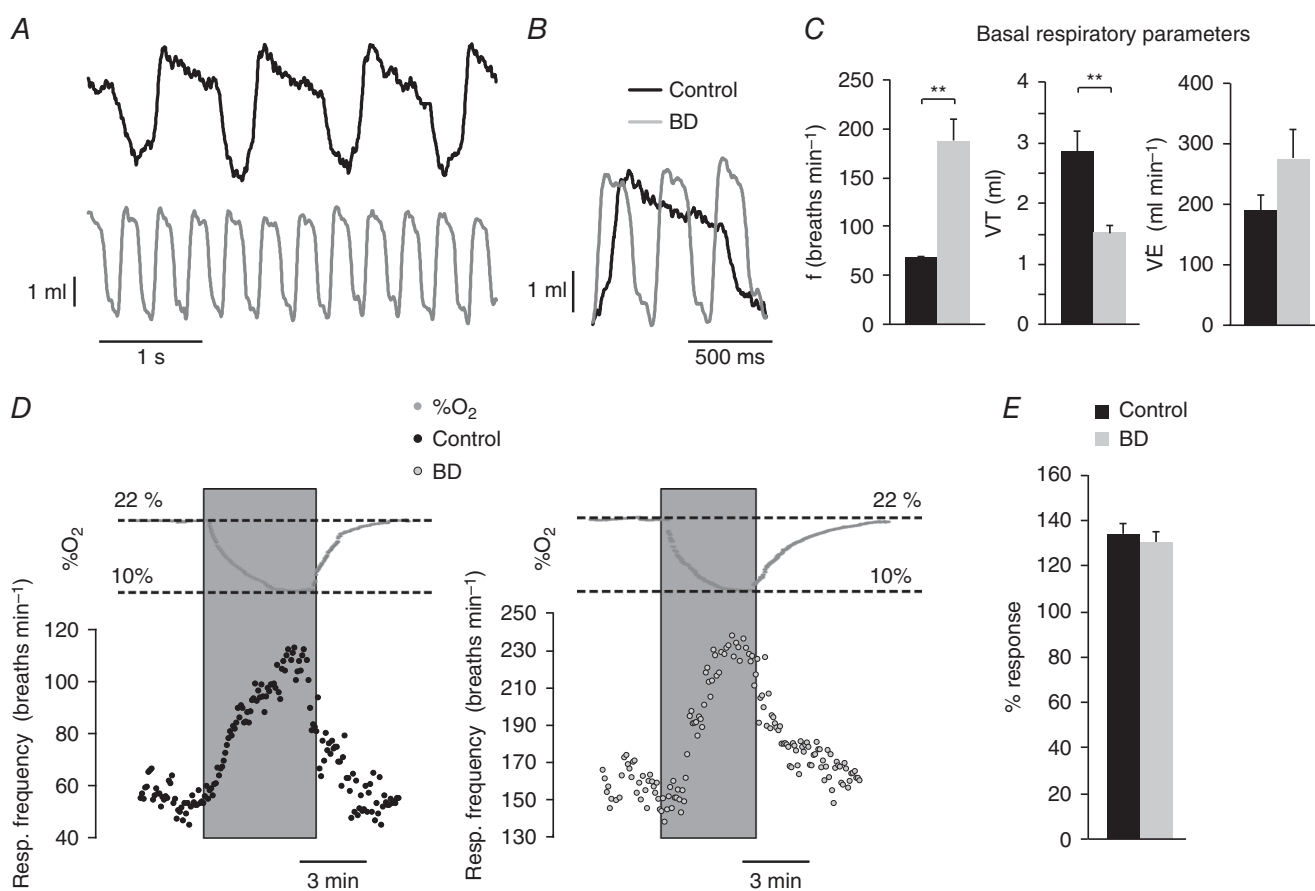 A
1 ml
1 s
B
Control
BD
1 ml
500 ms
C
Basal respiratory parameters
f (breaths min⁻¹)
250
200
150
100
50
0
**
VT (ml)
4
3
2
1
0
**
V̇E (ml min⁻¹)
400
300
200
100
0
D
%O₂
Control
BD
%O₂
22 %
10%
Resp. frequency (breaths min⁻¹)
120
100
80
60
40
3 min
%O₂
22 %
10%
Resp. frequency (breaths min⁻¹)
250
230
210
190
170
150
130
3 min
E
Control
BD
% response
160
140
120
100
80
60
40
20
0